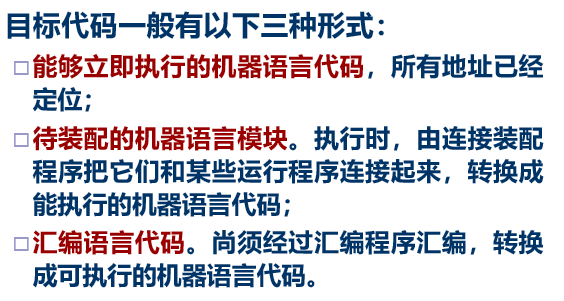 目标代码一般有以下三种形式：
□能够立即执行的机器语言代码，所有地址已经
定位；
□待装配的机器语言模块。执行时，由连接装配
程序把它们和某些运行程序连接起来，转换成
能执行的机器语言代码；
□汇编语言代码。尚须经过汇编程序汇编，转换
成可执行的机器语言代码。